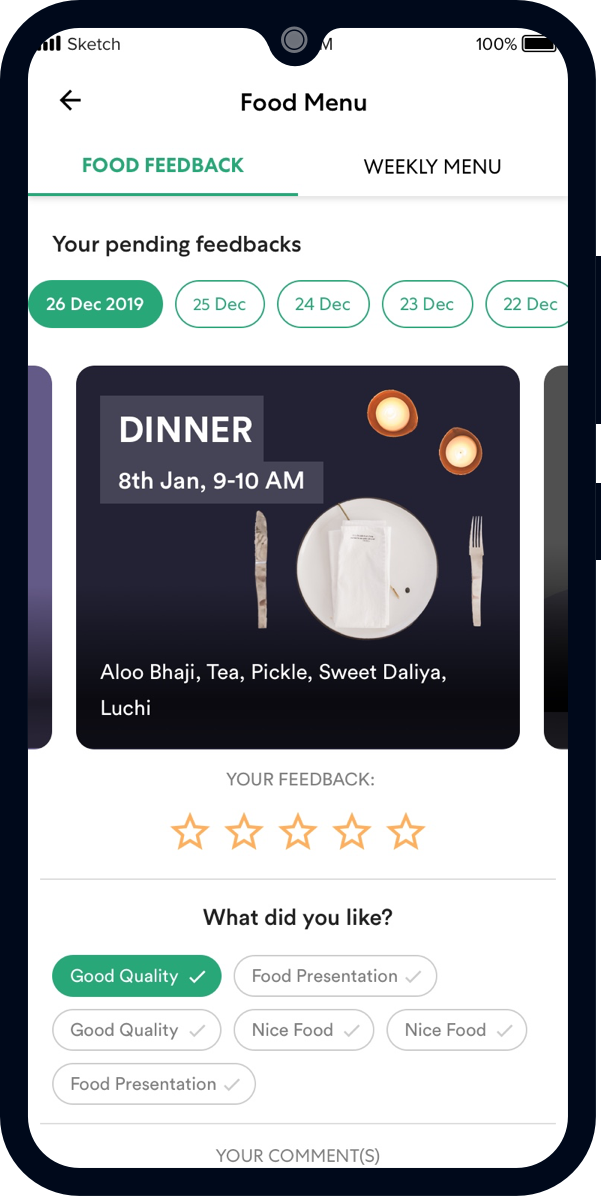 Sketch M 100%
Food Menu
FOOD FEEDBACK WEEKLY MENU
Your pending feedbacks
26 Dec 2019 25 Dec 24 Dec 23 Dec 22 Dec
DINNER
8th Jan, 9-10 AM
Aloo Bhaji, Tea, Pickle, Sweet Daliya,
Luchi
YOUR FEEDBACK:
What did you like?
Good Quality Food Presentation
Good Quality Nice Food Nice Food
Food Presentation
YOUR COMMENT(S)